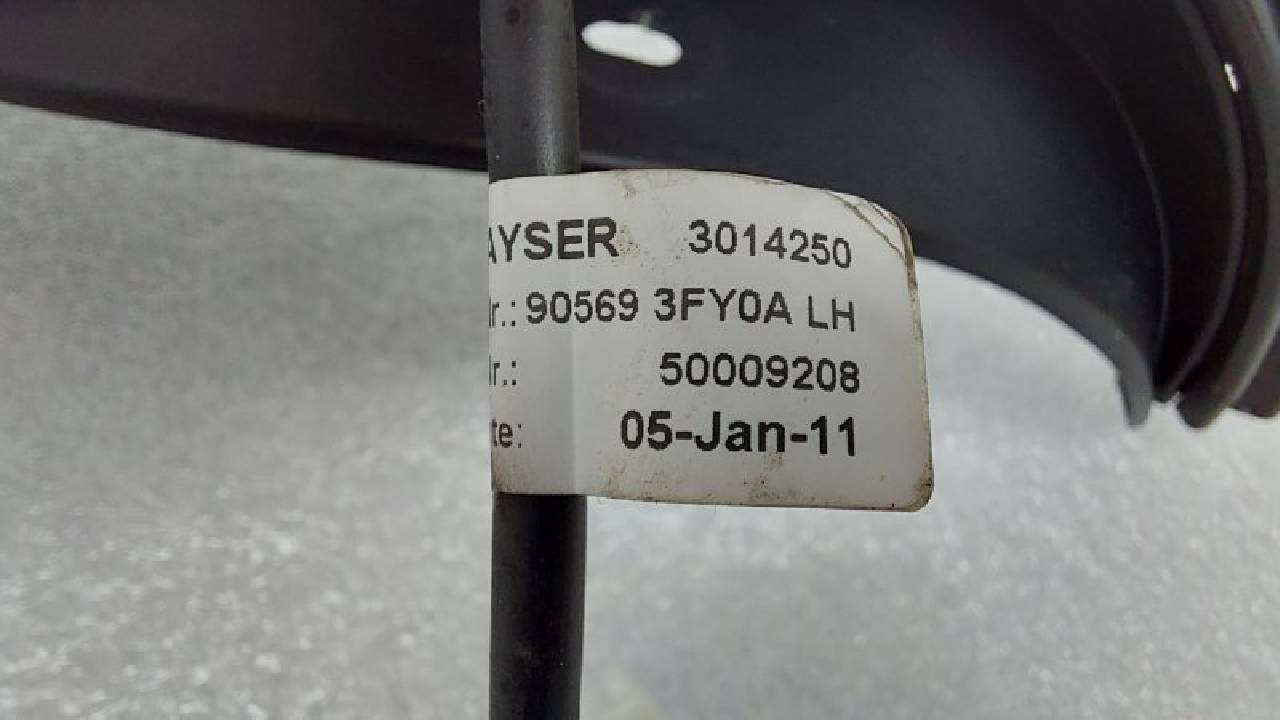 AYSER 3014250
r.: 90569 3FY0A LH
r.: 50009208
te: 05-Jan-11